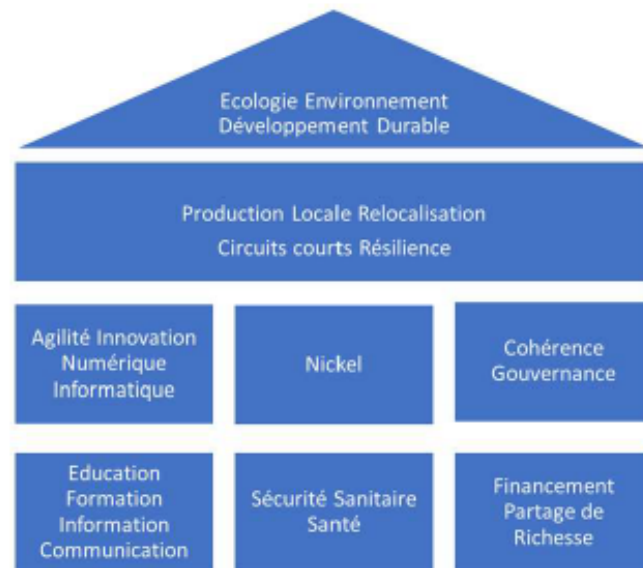 Ecologie Environnement
Développement Durable
Production Locale Relocalisation
Circuits courts Résilience
Agilité Innovation
Numérique
Informatique
Nickel
Cohérence
Gouvernance
Education
Formation
Information
Communication
Sécurité Sanitaire
Santé
Financement
Partage de
Richesse